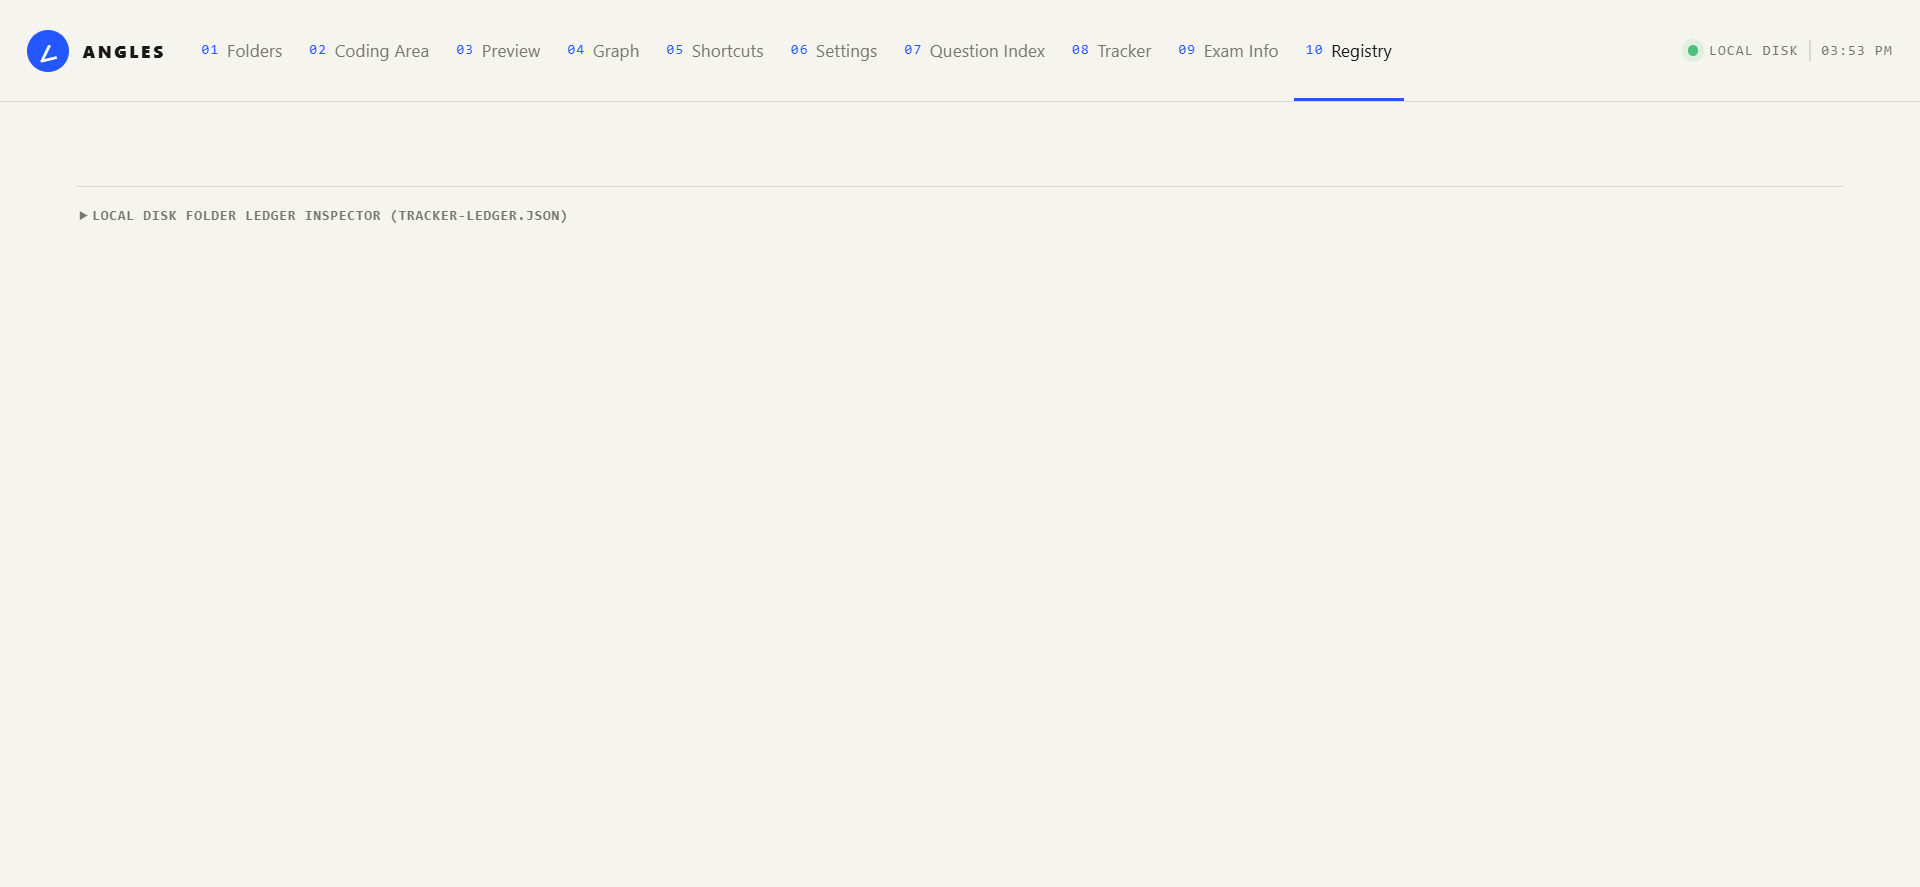 ANGLES 01 Folders 02 Coding Area 03 Preview 04 Graph 05 Shortcuts 06 Settings 07 Question Index 08 Tracker 09 Exam Info 10 Registry LOCAL DISK 03:53 PM
LOCAL DISK FOLDER LEDGER INSPECTOR (TRACKER-LEDGER.JSON)